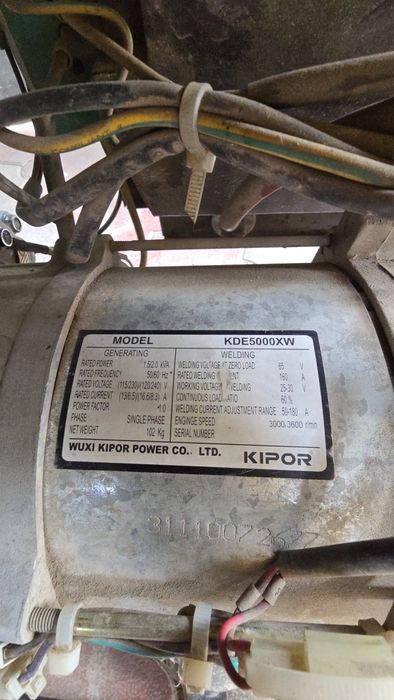 MODEL KDE5000XW
GENERATING WELDING
RATED POWER 1.5/2.0 kVA WELDING VOLTAGE AT ZERO LOAD 65 V
RATED FREQUENCY 50/60 Hz RATED WELDING 160 A
RATED VOLTAGE (115/230)/(120/240) V WORKING VOLTAGE WELDING 25-30 V
RATED CURRENT (13/6.5)/(16.6/8.3) A CONTINUOUS LOAD 60 %
POWER FACTOR 1.0 WELDING CURRENT ADJUSTMENT RANGE 50-180 A
PHASE SINGLE PHASE ENGINGE SPEED 3000/3600 r/min
NET WEIGHT 102 Kg SERIAL NUMBER
WUXI KIPOR POWER CO., LTD. KIPOR